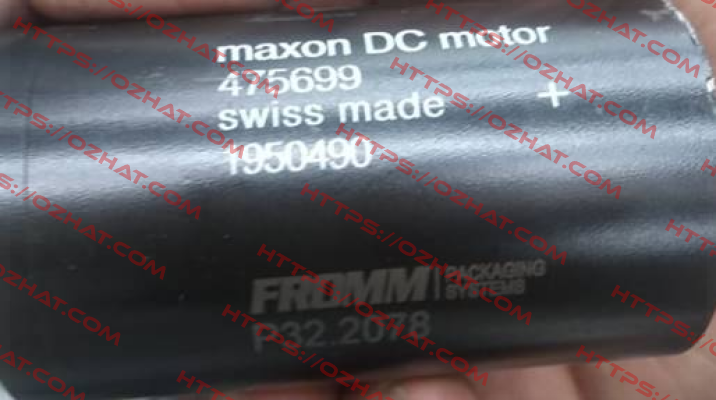 maxon DC motor
475699
swiss made
+
1950490
FROMM PACKAGING
SYSTEMS
P32.2078
HTTPS://OZHAT.COM